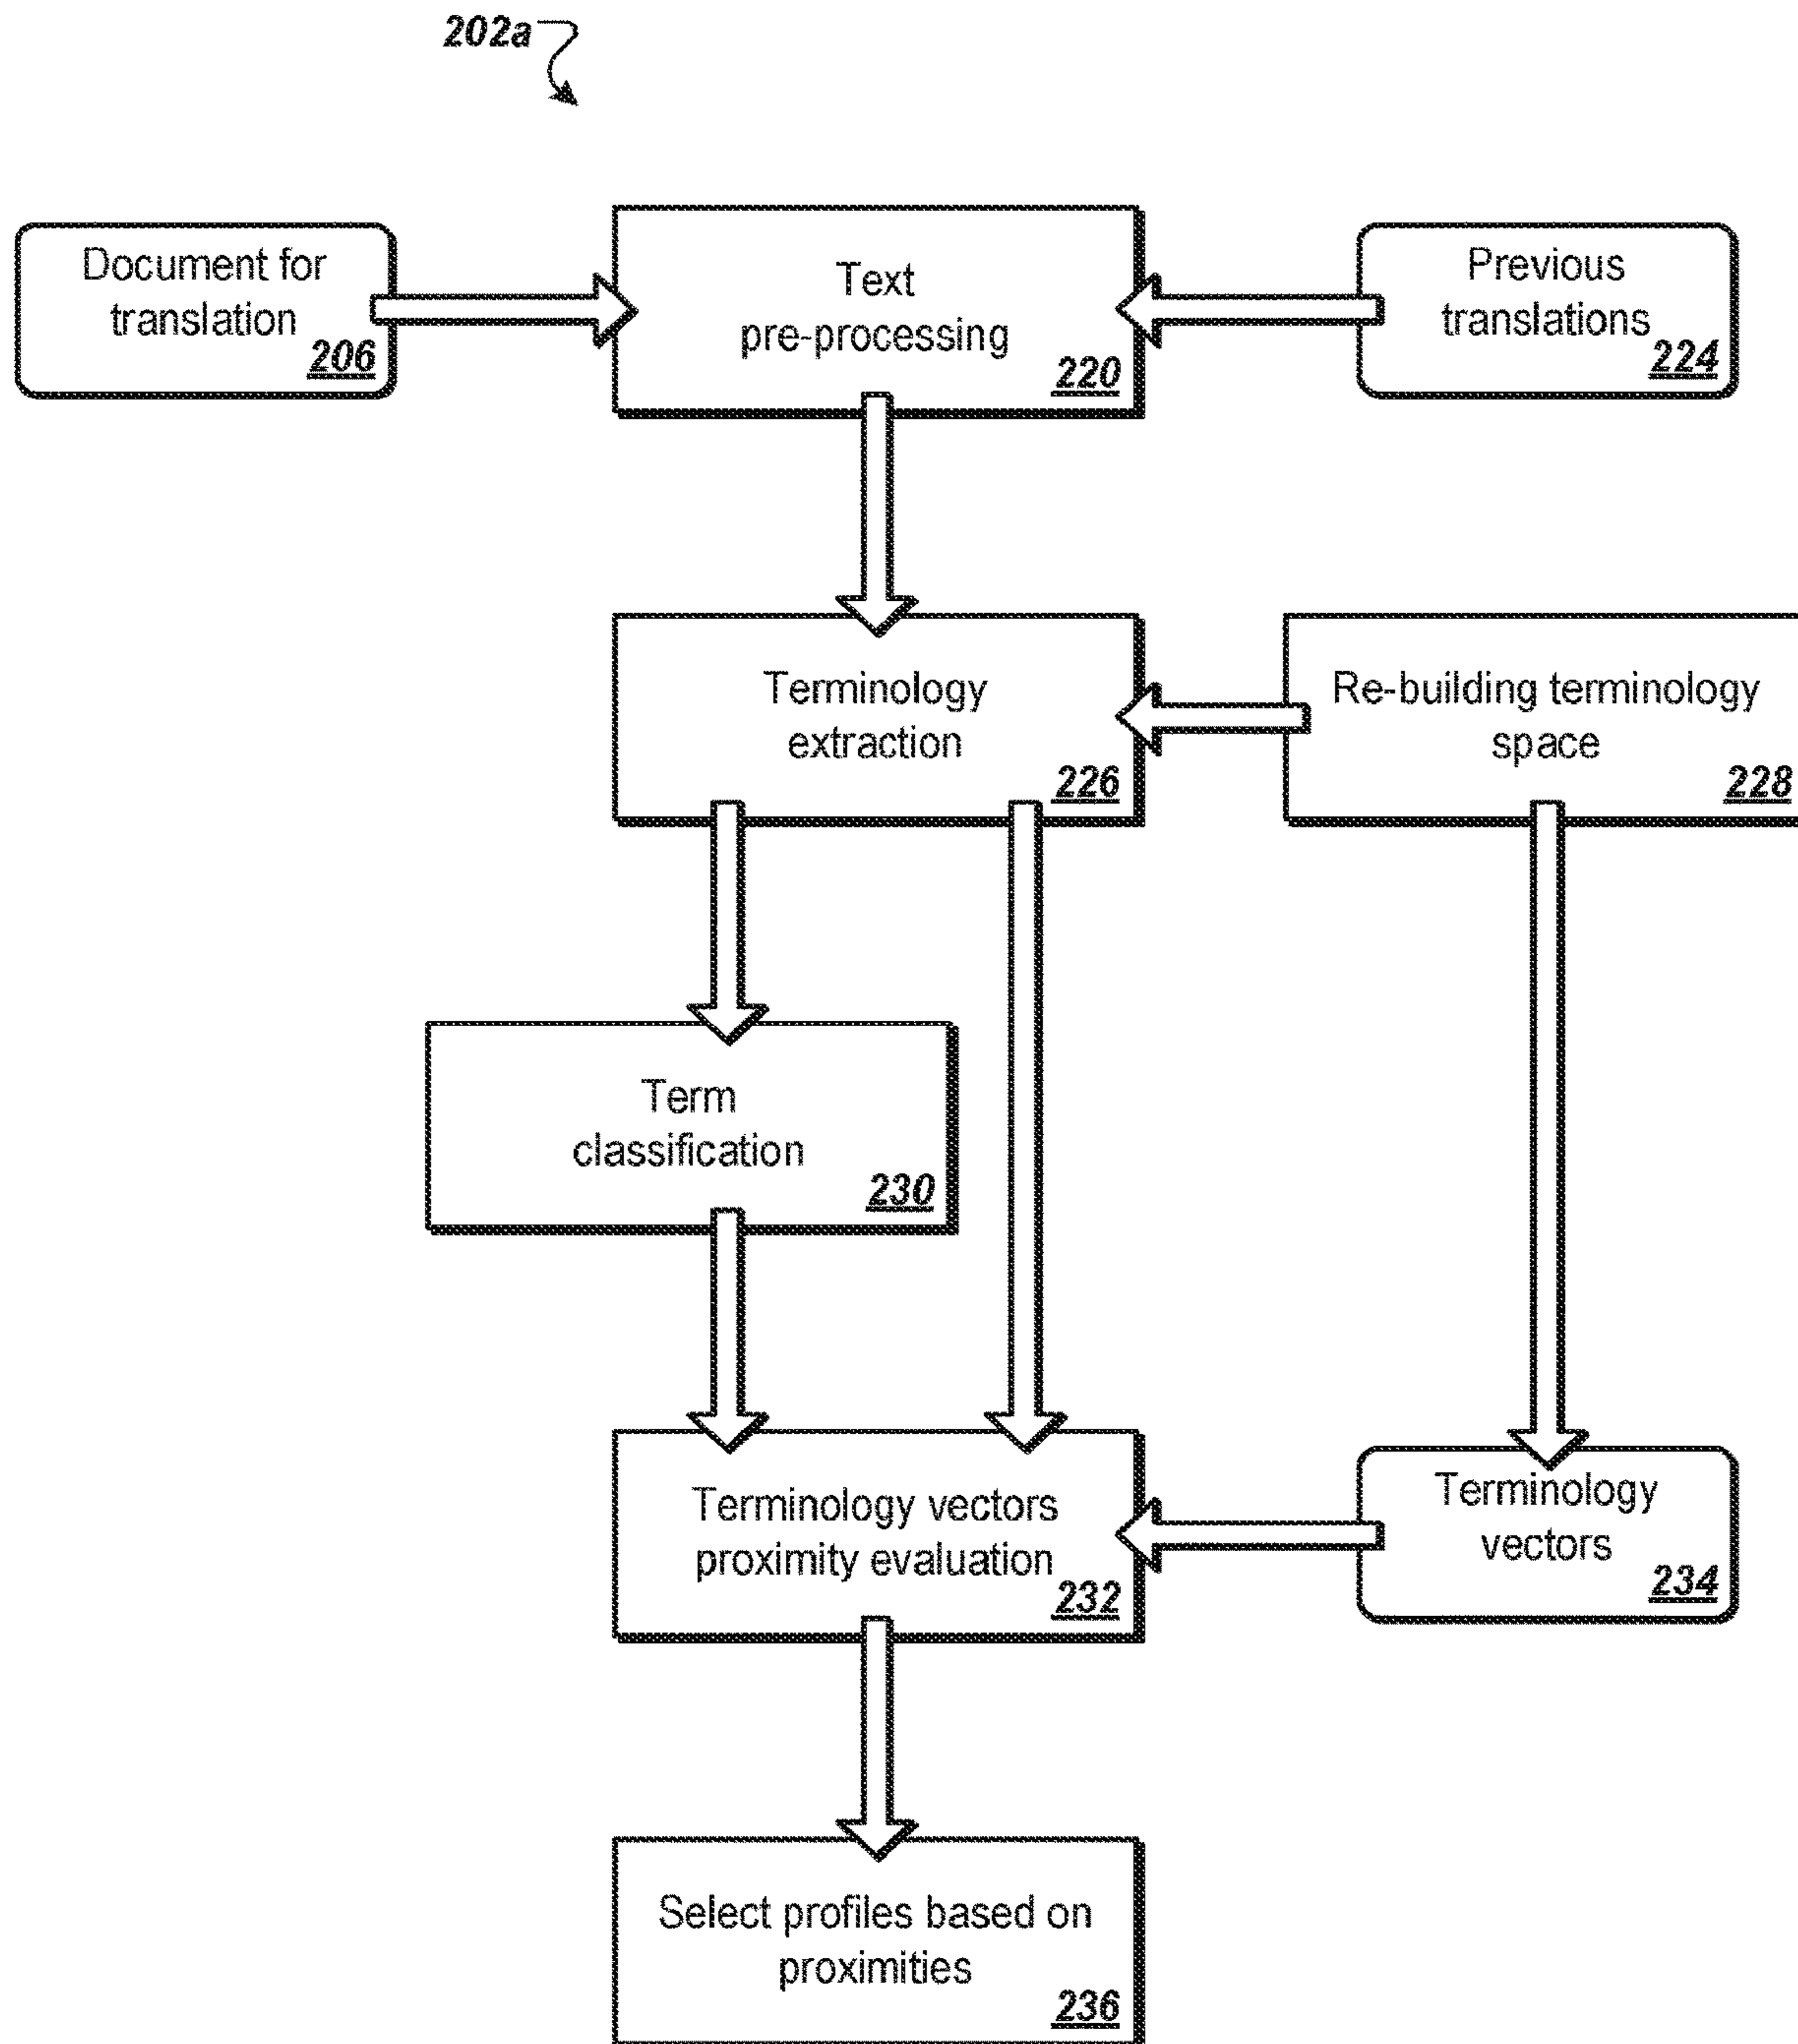 202a
Document for
translation
206
Text
pre-processing
220
Previous
translations
224
Terminology
extraction
226
Re-building terminology
space
228
Term
classification
230
Terminology vectors
proximity evaluation
232
Terminology
vectors
234
Select profiles based on
proximities
236